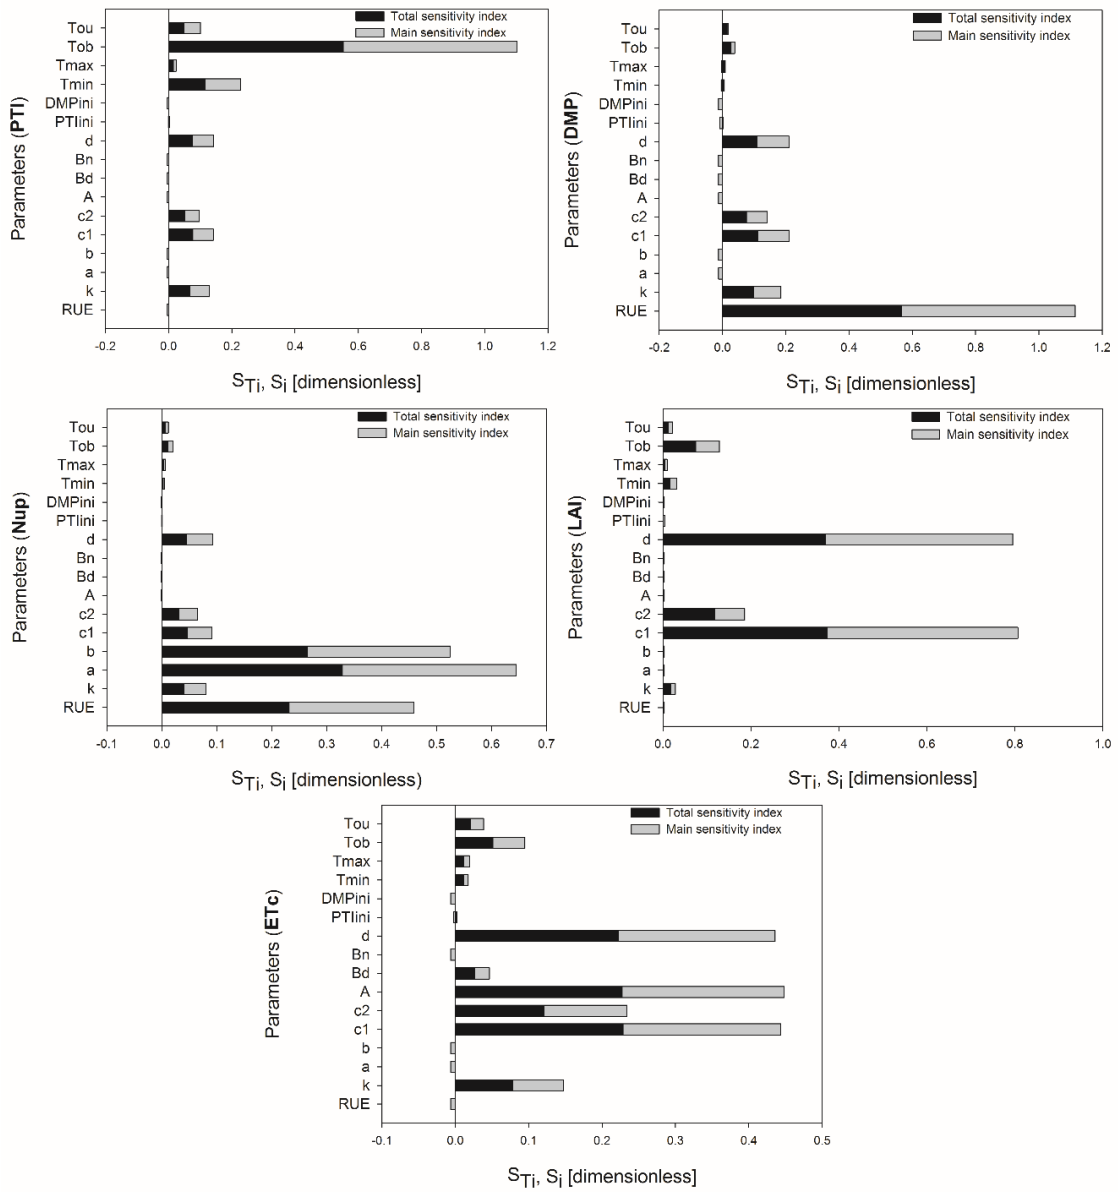 Total sensitivity index
Main sensitivity index
Parameters (PTI)
Tou
Tob
Tmax
Tmin
DMPini
PTIini
d
Bn
Bd
A
c2
c1
b
a
k
RUE
-0.2 0.0 0.2 0.4 0.6 0.8 1.0 1.2
STi, Si [dimensionless]
Total sensitivity index
Main sensitivity index
Parameters (DMP)
Tou
Tob
Tmax
Tmin
DMPini
PTIini
d
Bn
Bd
A
c2
c1
b
a
k
RUE
-0.2 0.0 0.2 0.4 0.6 0.8 1.0 1.2
STi, Si [dimensionless]
Total sensitivity index
Main sensitivity index
Parameters (Nup)
Tou
Tob
Tmax
Tmin
DMPini
PTIini
d
Bn
Bd
A
c2
c1
b
a
k
RUE
-0.1 0.0 0.1 0.2 0.3 0.4 0.5 0.6 0.7
STi, Si [dimensionless)
Total sensitivity index
Main sensitivity index
Parameters (LAI)
Tou
Tob
Tmax
Tmin
DMPini
PTIini
d
Bn
Bd
A
c2
c1
b
a
k
RUE
0.0 0.2 0.4 0.6 0.8 1.0
STi, Si [dimensionless]
Total sensitivity index
Main sensitivity index
Parameters (ETc)
Tou
Tob
Tmax
Tmin
DMPini
PTIini
d
Bn
Bd
A
c2
c1
b
a
k
RUE
-0.1 0.0 0.1 0.2 0.3 0.4 0.5
STi, Si [dimensionless]